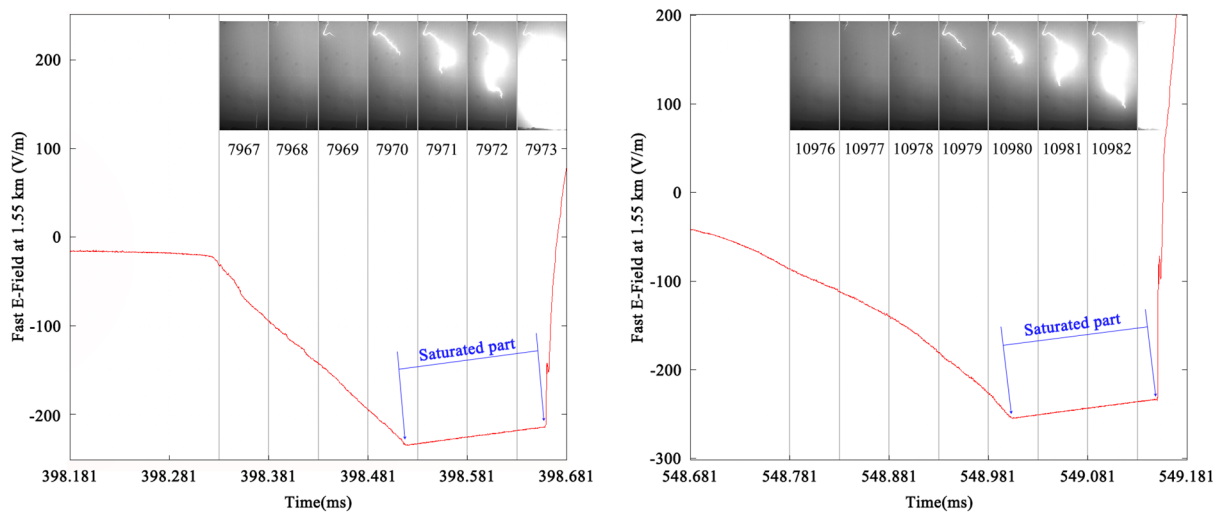 200
100
0
-100
-200
Fast E-Field at 1.55 km (V/m)
7967 7968 7969 7970 7971 7972 7973
Saturated part
398.181 398.281 398.381 398.481 398.581 398.681
Time(ms)
200
100
0
-100
-200
-300
Fast E-Field at 1.55 km (V/m)
10976 10977 10978 10979 10980 10981 10982
Saturated part
548.681 548.781 548.881 548.981 549.081 549.181
Time(ms)